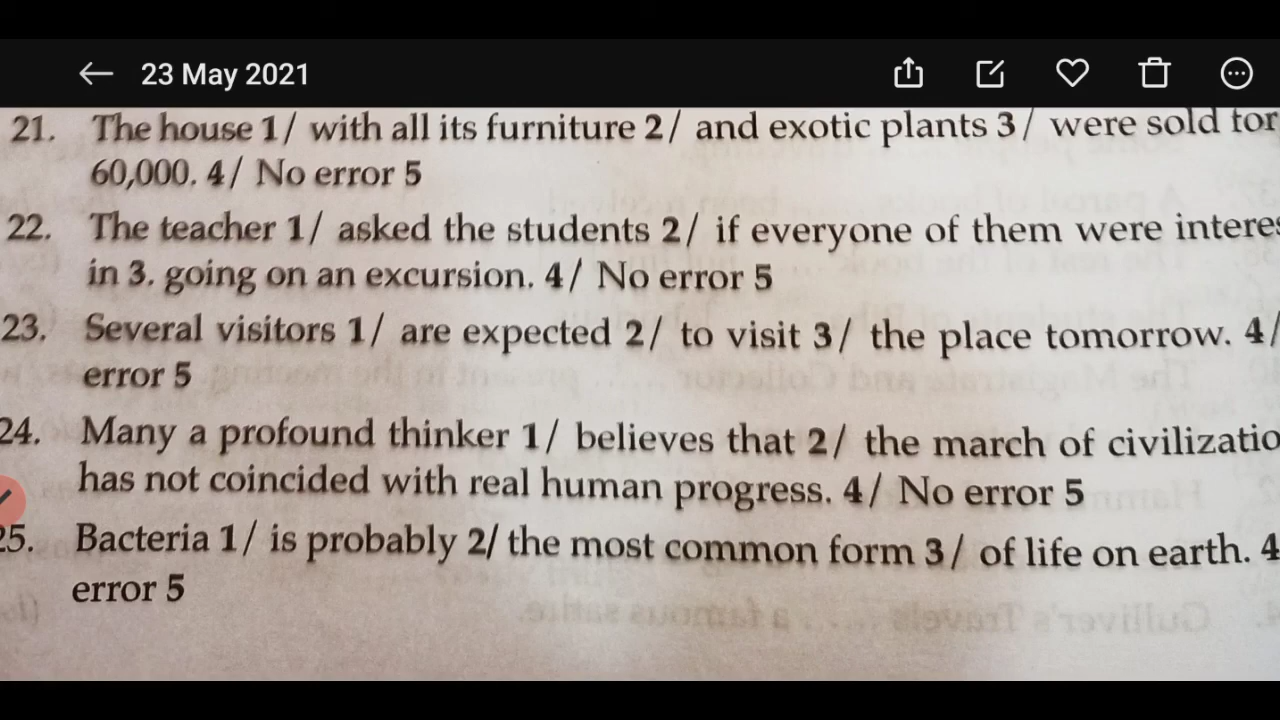 23 May 2021
21. The house 1/ with all its furniture 2/ and exotic plants 3/ were sold for
60,000. 4/ No error 5
22. The teacher 1/ asked the students 2/ if everyone of them were interes
in 3. going on an excursion. 4/ No error 5
23. Several visitors 1/ are expected 2/ to visit 3/ the place tomorrow. 4/
error 5
24. Many a profound thinker 1/ believes that 2/ the march of civilizatio
has not coincided with real human progress. 4/ No error 5
25. Bacteria 1/ is probably 2/ the most common form 3/ of life on earth. 4
error 5